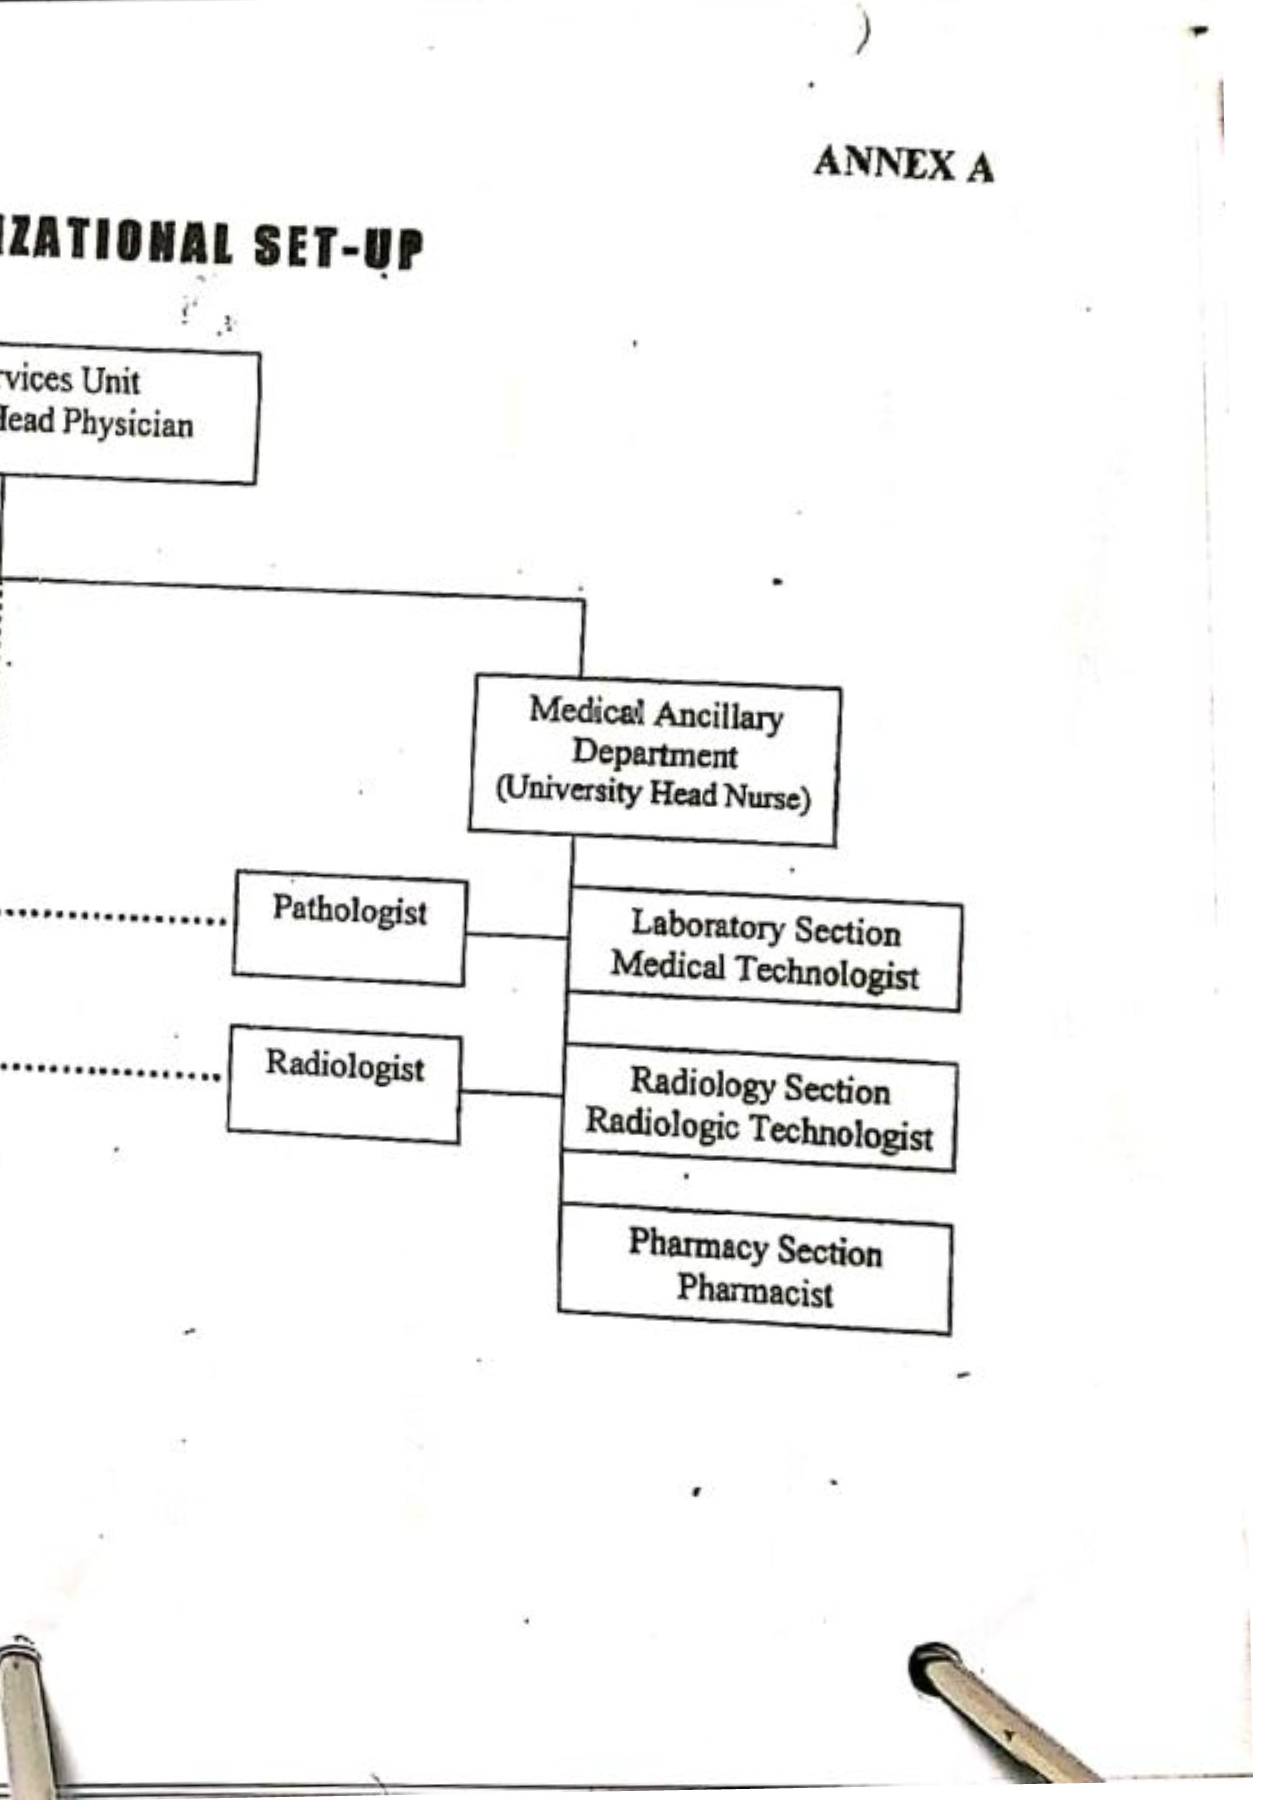 ANNEX A
IZATIONAL SET-UP
rvices Unit
Head Physician
Medical Ancillary
Department
(University Head Nurse)
Pathologist
Laboratory Section
Medical Technologist
Radiologist
Radiology Section
Radiologic Technologist
Pharmacy Section
Pharmacist